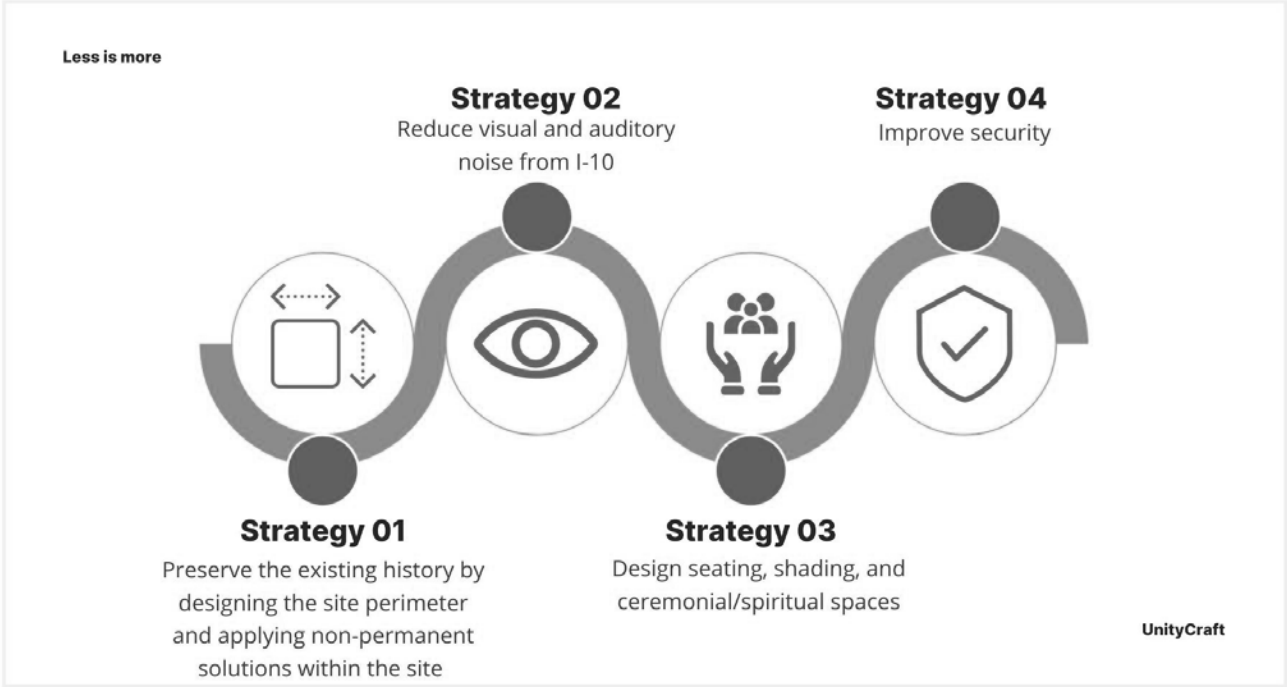 Less is more
Strategy 02
Reduce visual and auditory
noise from I-10
Strategy 04
Improve security
Strategy 01
Preserve the existing history by
designing the site perimeter
and applying non-permanent
solutions within the site
Strategy 03
Design seating, shading, and
ceremonial/spiritual spaces
UnityCraft